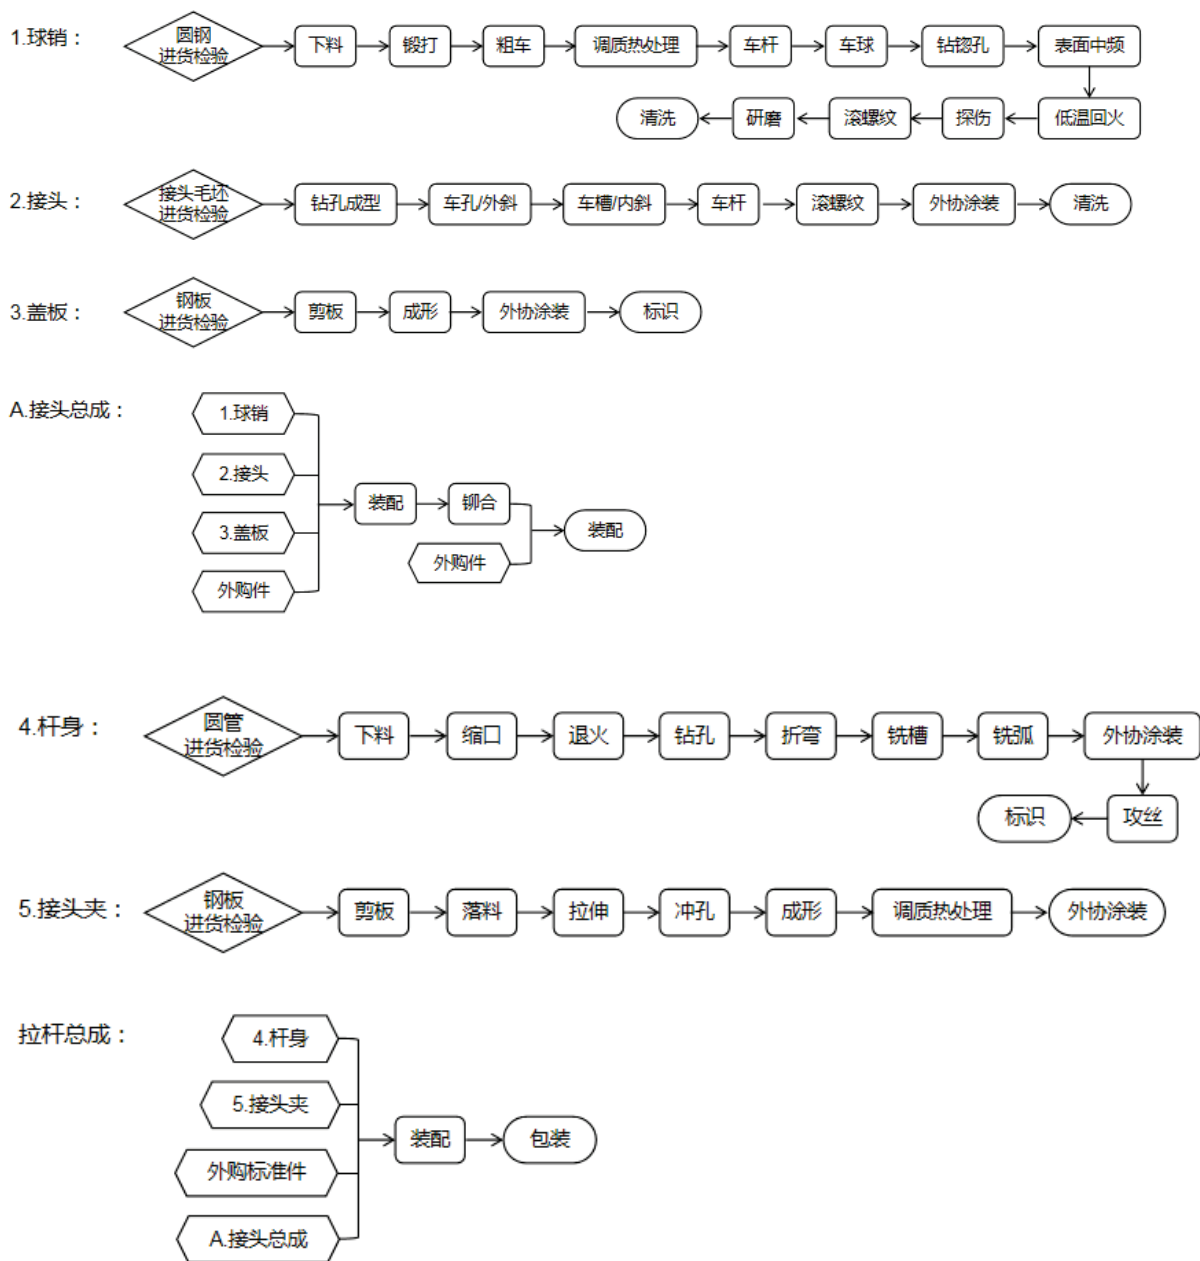 1.球销：
圆钢
进货检验
下料
锻打
粗车
调质热处理
车杆
车球
钻锪孔
表面中频
低温回火
探伤
滚螺纹
研磨
清洗
2.接头：
接头毛坯
进货检验
钻孔成型
车孔/外斜
车槽/内斜
车杆
滚螺纹
外协涂装
清洗
3.盖板：
钢板
进货检验
剪板
成形
外协涂装
标识
A.接头总成：
1.球销
2.接头
3.盖板
外购件
装配
铆合
外购件
装配
4.杆身：
圆管
进货检验
下料
缩口
退火
钻孔
折弯
铣槽
铣弧
外协涂装
攻丝
标识
5.接头夹：
钢板
进货检验
剪板
落料
拉伸
冲孔
成形
调质热处理
外协涂装
拉杆总成：
4.杆身
5.接头夹
外购标准件
A.接头总成
装配
包装